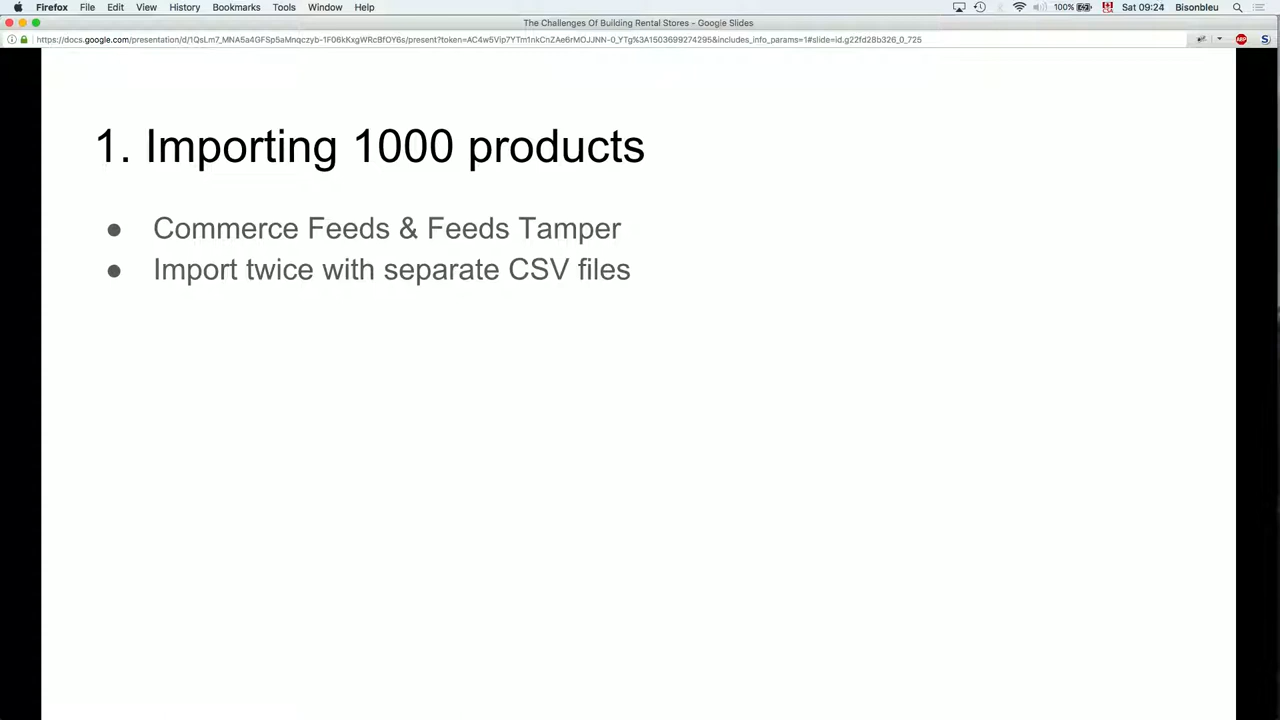 Firefox File Edit View History Bookmarks Tools Window Help 100% Sat 09:24 Bisonbleu
The Challenges Of Building Rental Stores - Google Slides
1. Importing 1000 products
● Commerce Feeds & Feeds Tamper
● Import twice with separate CSV files